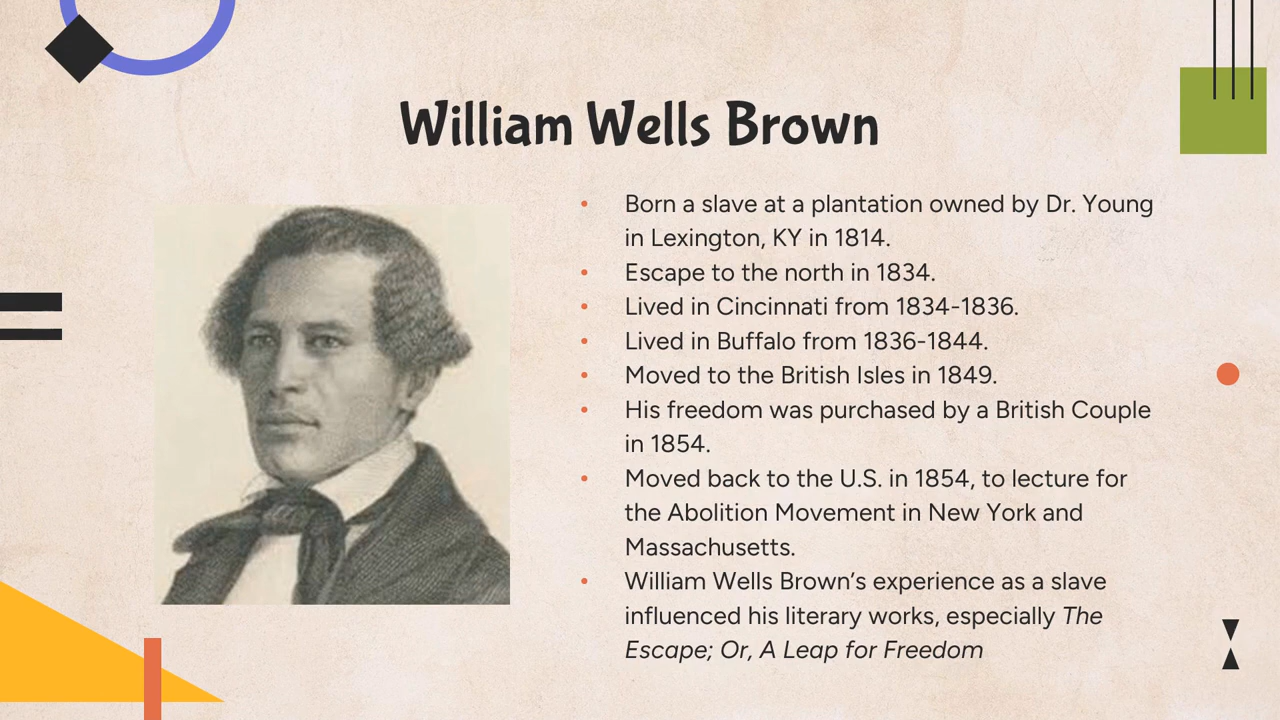 William Wells Brown
• Born a slave at a plantation owned by Dr. Young
in Lexington, KY in 1814.
• Escape to the north in 1834.
• Lived in Cincinnati from 1834-1836.
• Lived in Buffalo from 1836-1844.
• Moved to the British Isles in 1849.
• His freedom was purchased by a British Couple
in 1854.
• Moved back to the U.S. in 1854, to lecture for
the Abolition Movement in New York and
Massachusetts.
• William Wells Brown’s experience as a slave
influenced his literary works, especially The
Escape; Or, A Leap for Freedom